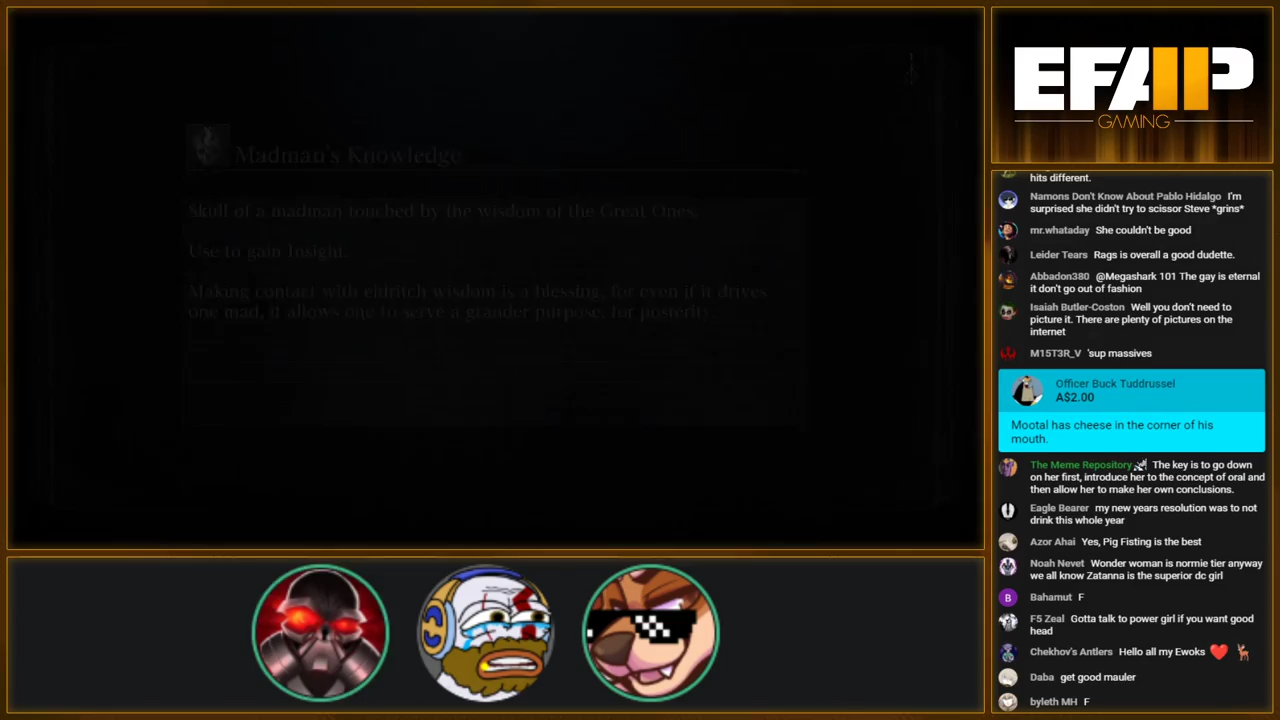 Madman's Knowledge
Skull of a madman touched by the wisdom of the Great Ones.
Use to gain Insight.
Making contact with eldritch wisdom is a blessing, for even if it drives
one mad, it allows one to serve a grander purpose, for posterity.
EFAP
GAMING
hits different.
Namons Don't Know About Pablo Hidalgo I'm
surprised she didn't try to scissor Steve *grins*
mr.whataday She couldn't be good
Leider Tears Rags is overall a good dudette.
Abbadon380 @Megashark 101 The gay is eternal
it don't go out of fashion
Isaiah Butler-Coston Well you don't need to
picture it. There are plenty of pictures on the
internet
M15T3R_V 'sup massives
Officer Buck Tuddrussel
A$2.00
Mootal has cheese in the corner of his
mouth.
The Meme Repository The key is to go down
on her first, introduce her to the concept of oral and
then allow her to make her own conclusions.
Eagle Bearer my new years resolution was to not
drink this whole year
Azor Ahai Yes, Pig Fisting is the best
Noah Nevet Wonder woman is normie tier anyway
we all know Zatanna is the superior dc girl
B Bahamut F
F5 Zeal Gotta talk to power girl if you want good
head
Chekhov's Antlers Hello all my Ewoks
Daba get good mauler
byleth MH F